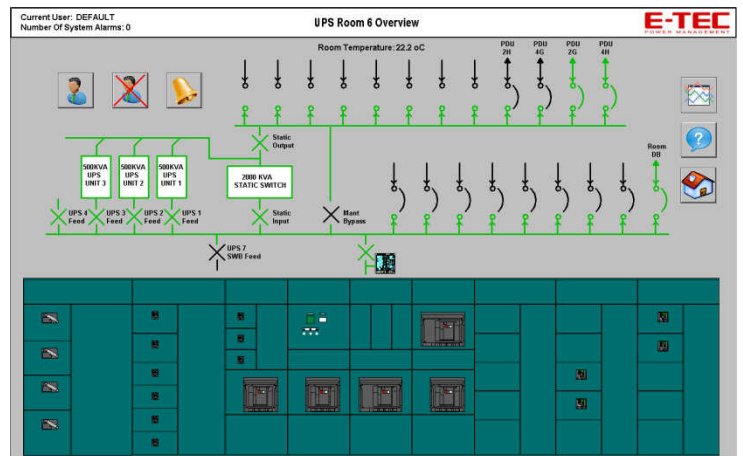 Current User: DEFAULT
Number Of System Alarms: 0
UPS Room 6 Overview
E-TEC
POWER MANAGEMENT
Room Temperature: 22.2 oC
PDU
2H
PDU
4G
PDU
2G
PDU
4H
Static
Output
500KVA
UPS
UNIT 3
500KVA
UPS
UNIT 2
500KVA
UPS
UNIT 1
2000 KVA
STATIC SWITCH
Room
DB
UPS 4
Feed
UPS 3
Feed
UPS 2
Feed
UPS 1
Feed
Static
Input
Mant
Bypass
UPS 7
SWB Feed